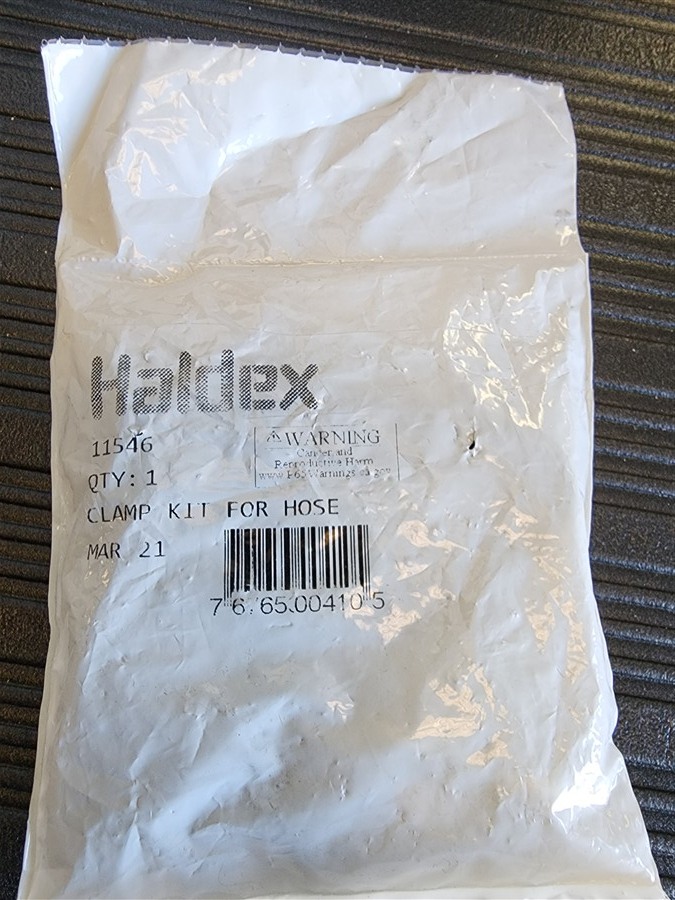 Haldex
11546
⚠ WARNING
Cancer and
Reproductive Harm
www.P65Warnings.ca.gov
QTY: 1
CLAMP KIT FOR HOSE
MAR 21